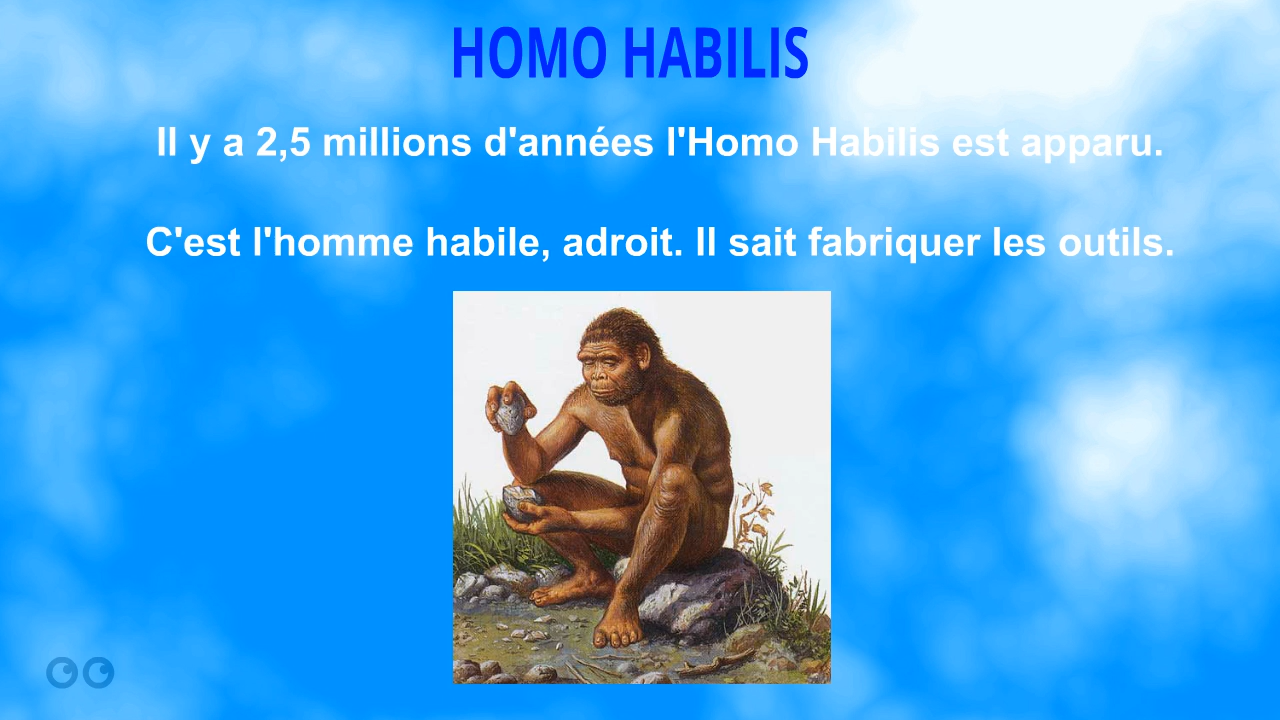 HOMO HABILIS
Il y a 2,5 millions d'années l'Homo Habilis est apparu.
C'est l'homme habile, adroit. Il sait fabriquer les outils.